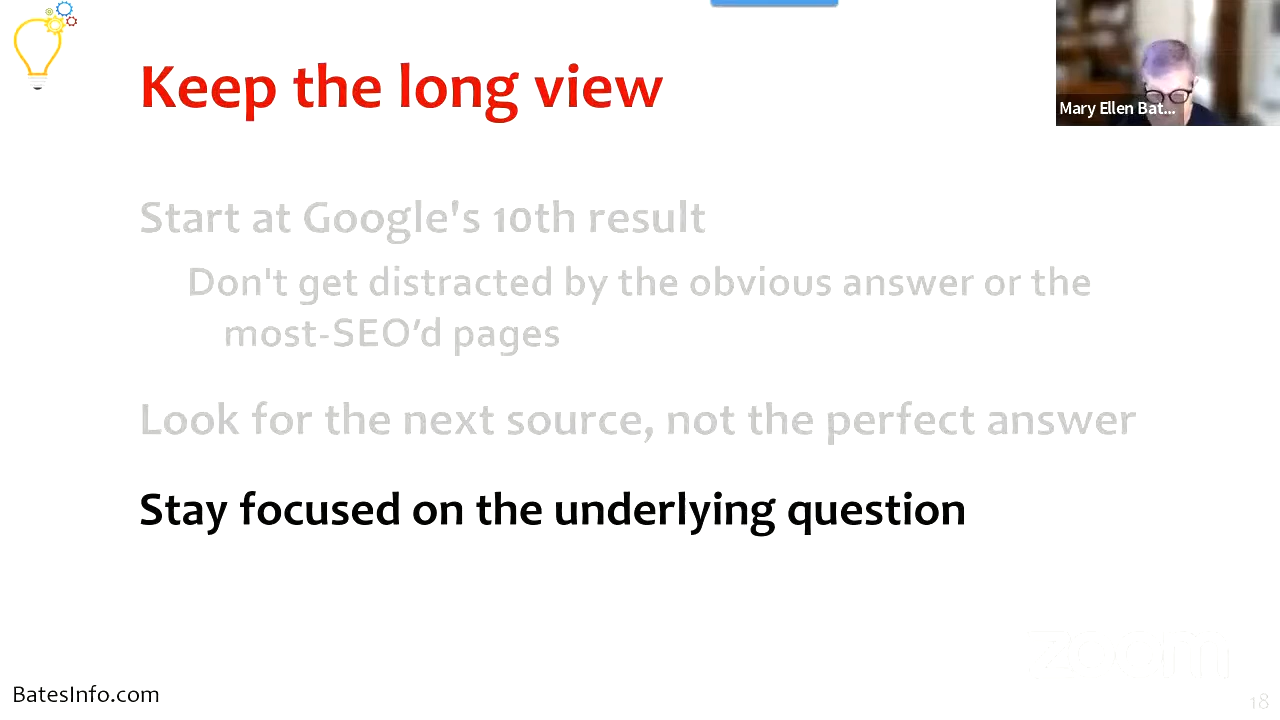 Keep the long view
Mary Ellen Bat...
Start at Google's 10th result
Don't get distracted by the obvious answer or the
most-SEO’d pages
Look for the next source, not the perfect answer
Stay focused on the underlying question
zoom
BatesInfo.com
18